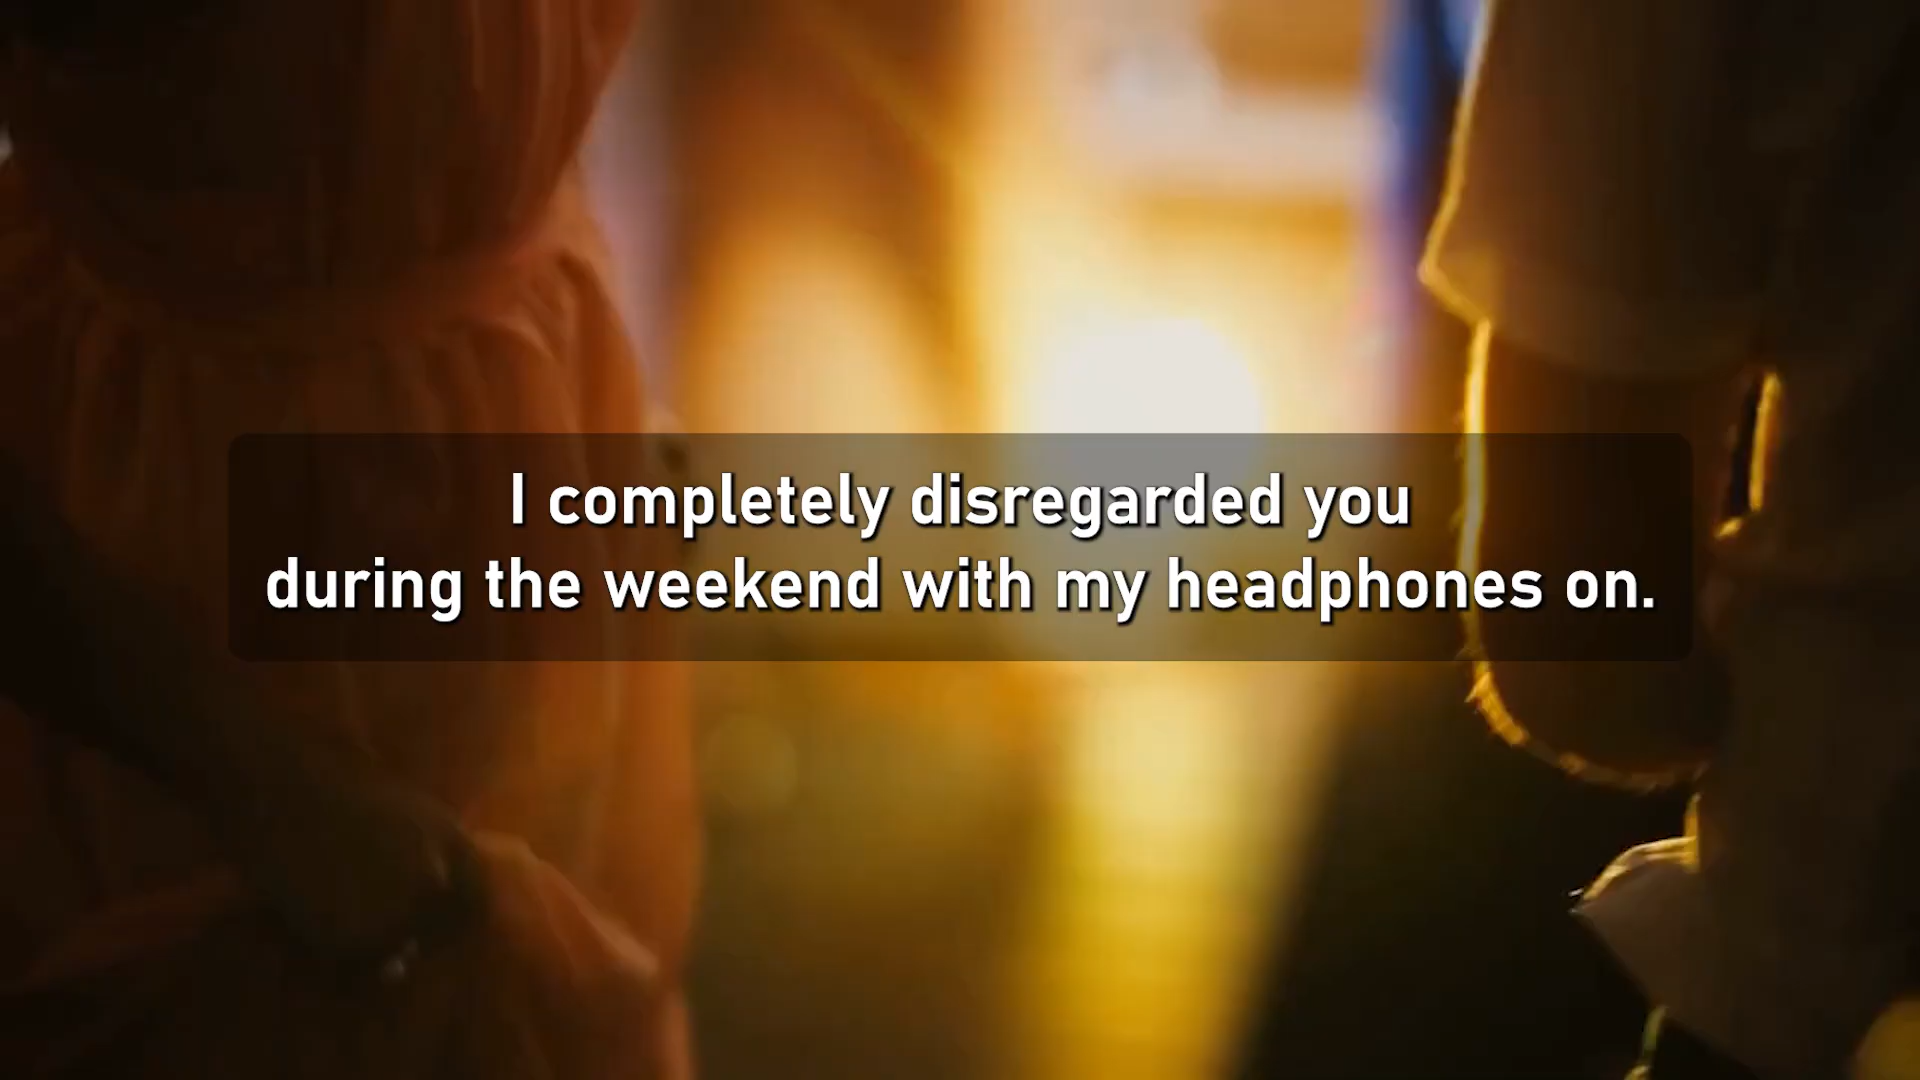 I completely disregarded you
during the weekend with my headphones on.